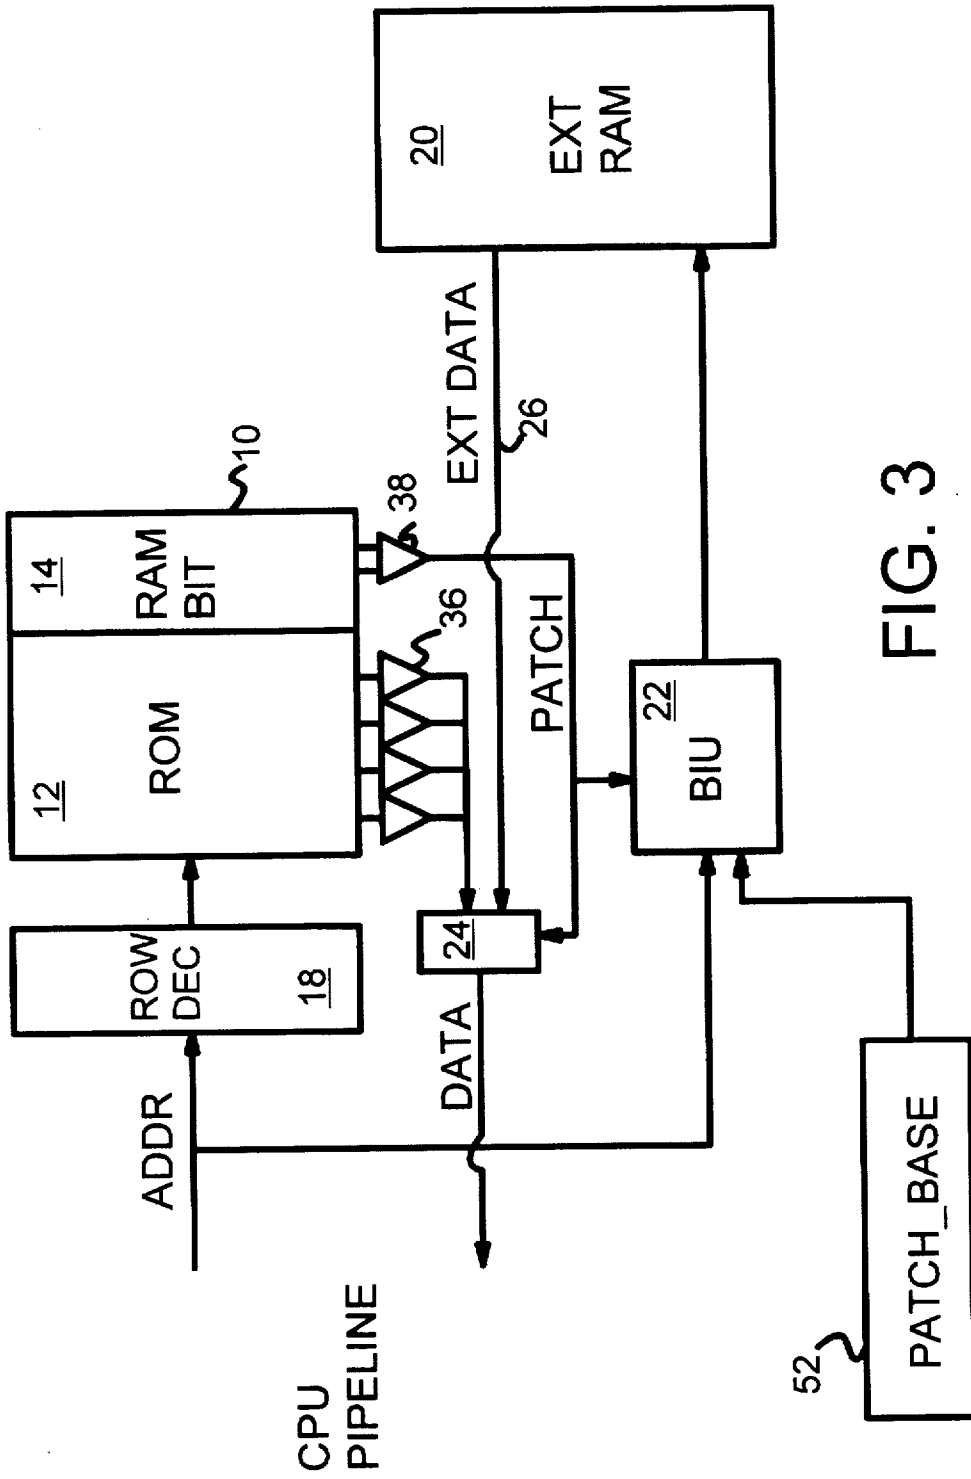 CPU
PIPELINE
ADDR
ROW
DEC
18
12
ROM
14
RAM
BIT
10
36
38
DATA
24
EXT DATA
26
PATCH
20
EXT
RAM
22
BIU
52
PATCH_BASE
FIG. 3